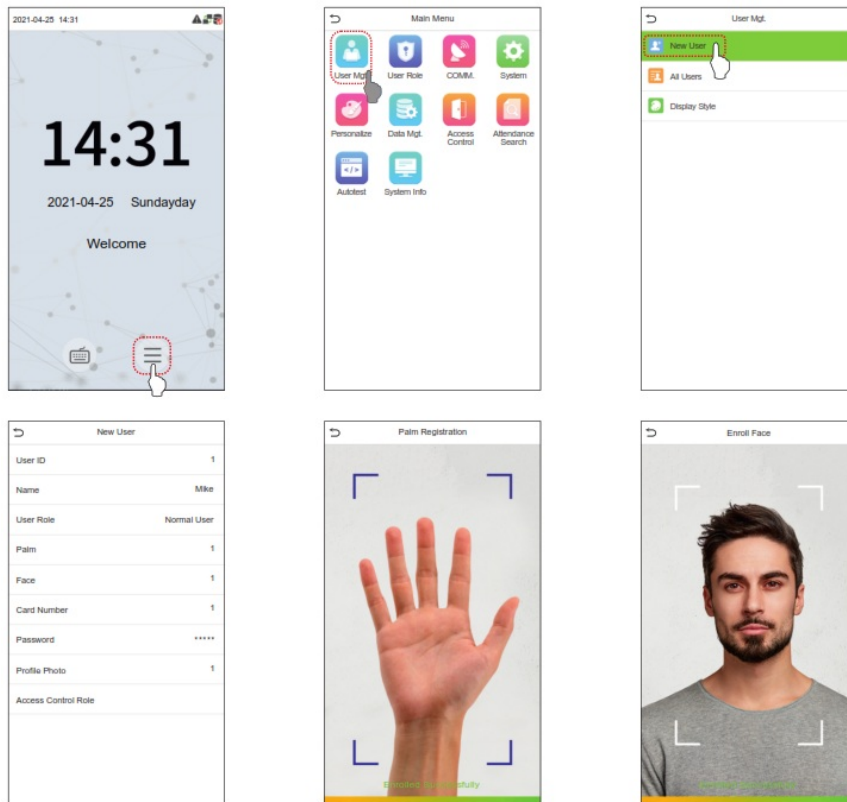 2021-04-25 14:31
14:31
2021-04-25 Sundayday
Welcome
Main Menu
User Mgt.
User Role
COMM.
System
Personalize
Data Mgt.
Access
Control
Attendance
Search
Autotest
System Info
User Mgt.
New User
All Users
Display Style
New User
User ID 1
Name Mike
User Role Normal User
Palm 1
Face 1
Card Number 1
Password *****
Profile Photo 1
Access Control Role
Palm Registration
Enrolled successfully
Enroll Face